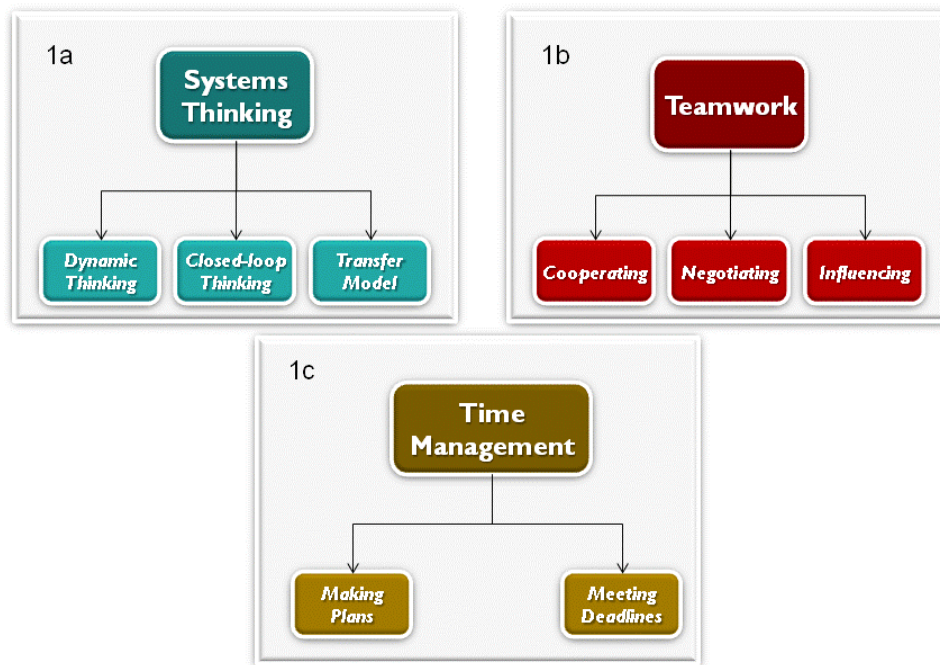 1a
Systems
Thinking
Dynamic
Thinking
Closed-loop
Thinking
Transfer
Model
1b
Teamwork
Cooperating
Negotiating
Influencing
1c
Time
Management
Making
Plans
Meeting
Deadlines